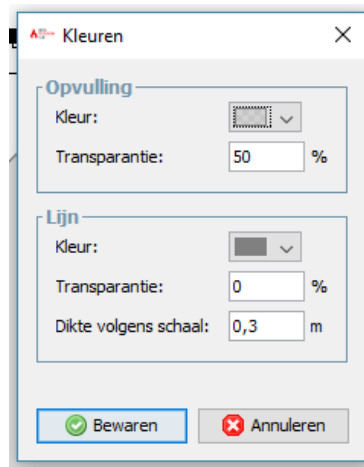 Kleuren
Opvulling
Kleur:
Transparantie: 50 %
Lijn
Kleur:
Transparantie: 0 %
Dikte volgens schaal: 0,3 m
Bewaren Annuleren